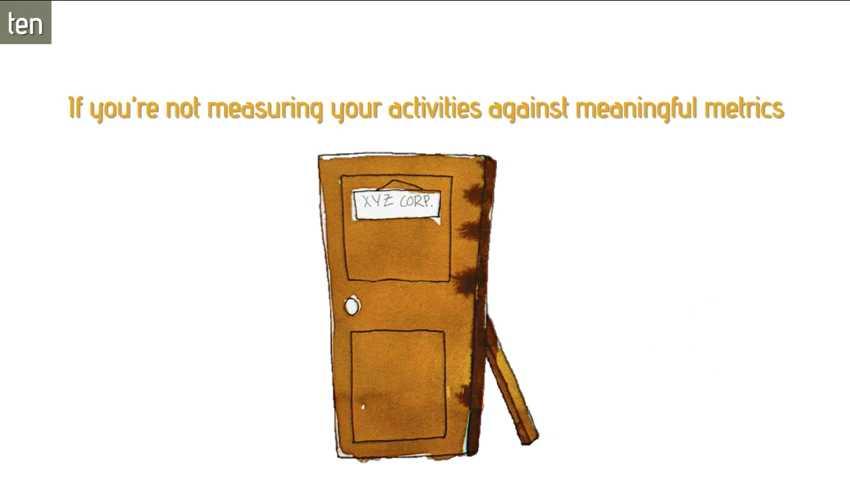 ten
If you're not measuring your activities against meaningful metrics
XYZ CORP.